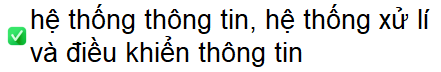 hệ thống thông tin, hệ thống xử lí
và điều khiển thông tin